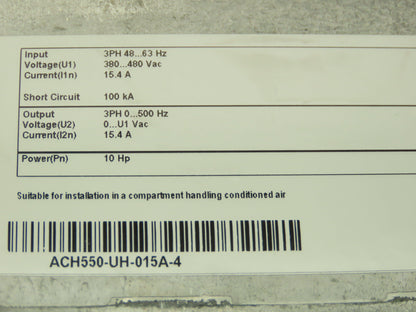 Input 3PH 48...63 Hz
Voltage(U1) 380...480 Vac
Current(I1n) 15.4 A
Short Circuit 100 kA
Output 3PH 0...500 Hz
Voltage(U2) 0...U1 Vac
Current(I2n) 15.4 A
Power(Pn) 10 Hp
Suitable for installation in a compartment handling conditioned air
ACH550-UH-015A-4